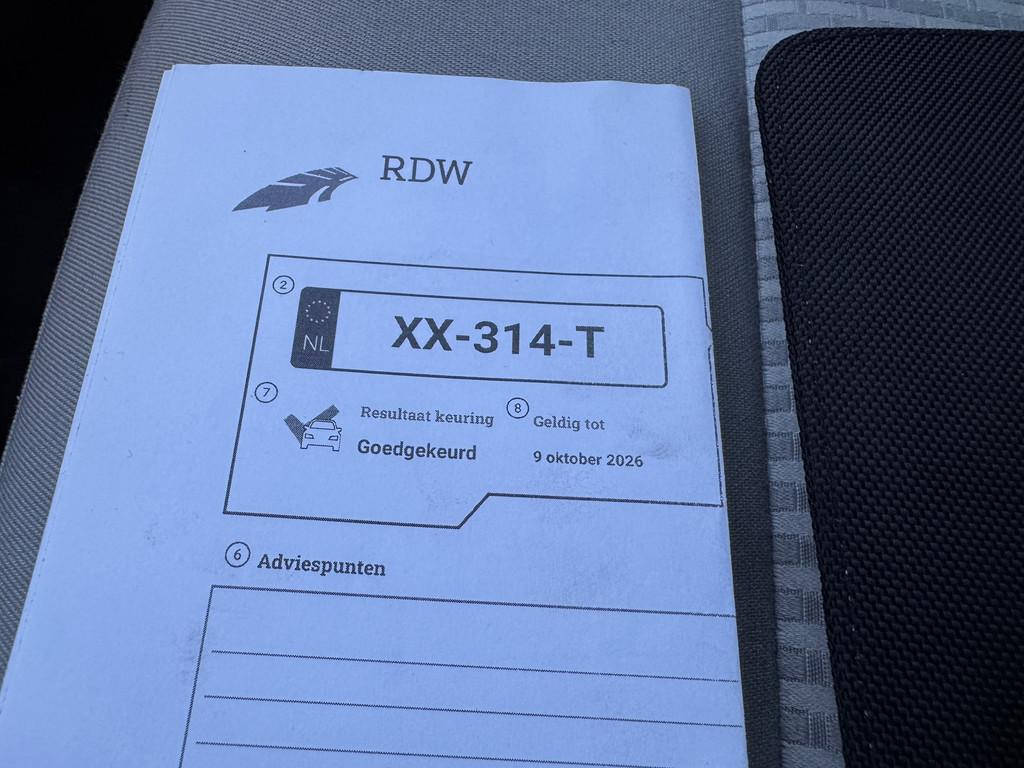 RDW
2
NL
XX-314-T
7
Resultaat keuring
Goedgekeurd
8
Geldig tot
9 oktober 2026
6 Adviespunten